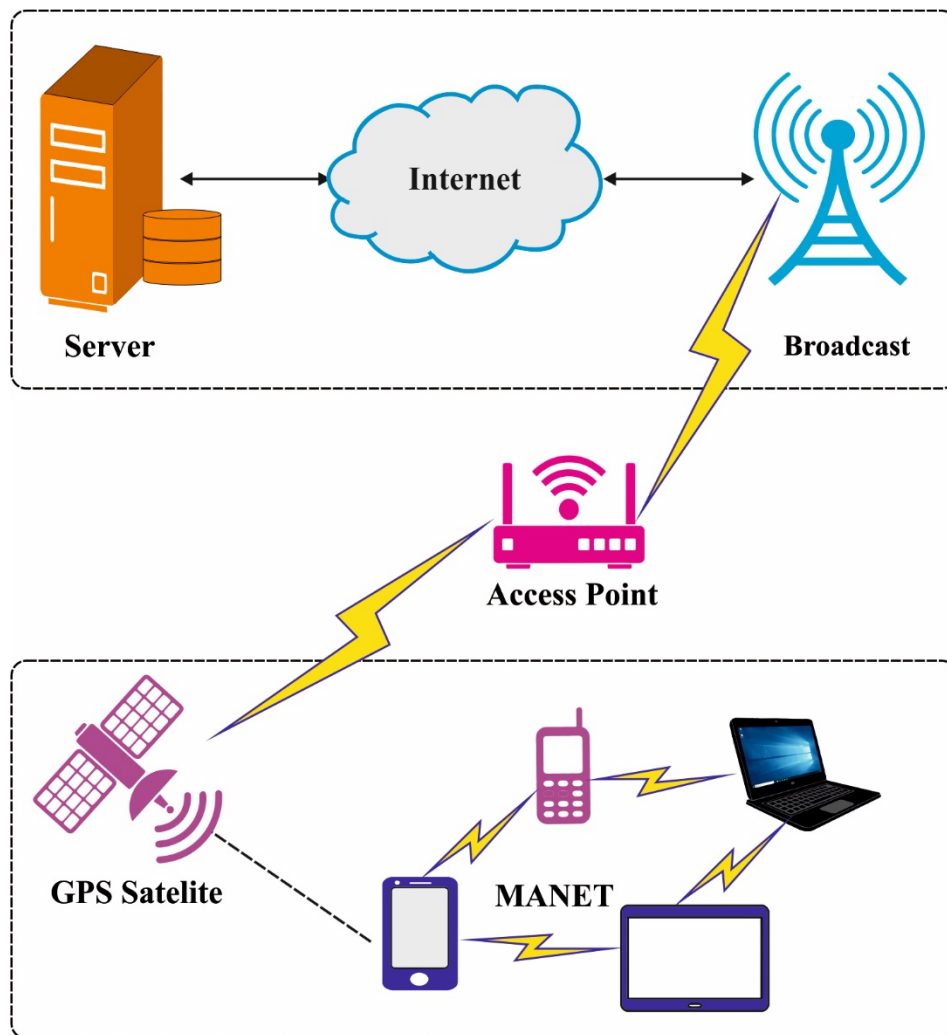 Internet
Server
Broadcast
Access Point
GPS Satelite
MANET